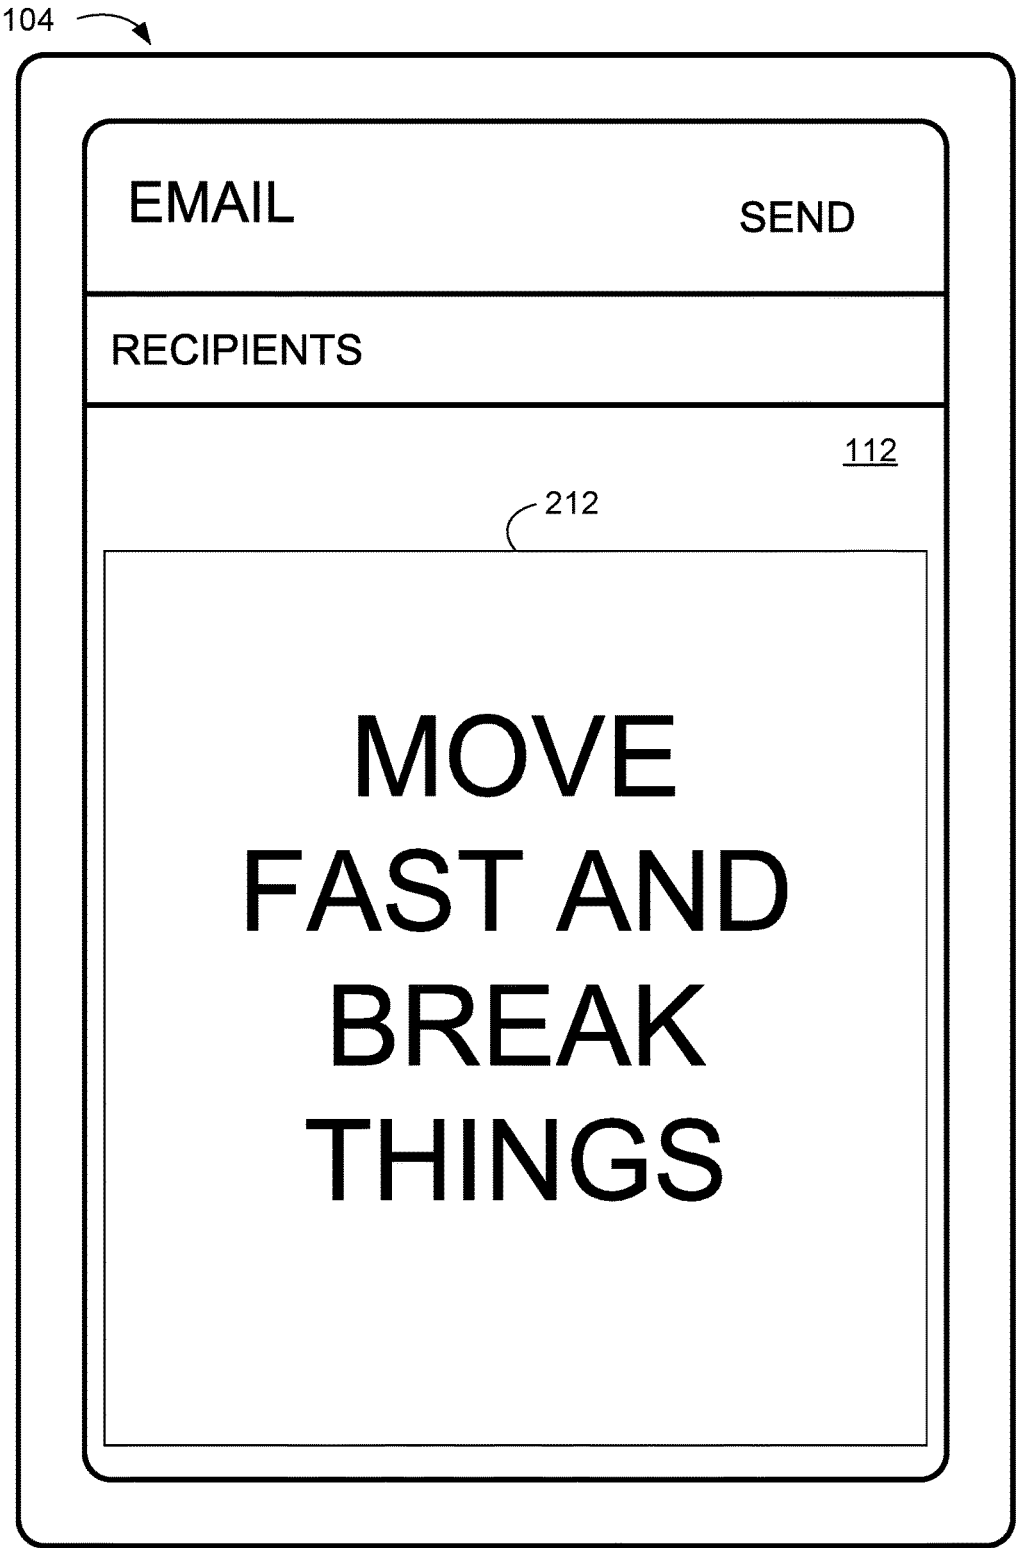 104
EMAIL
SEND
RECIPIENTS
112
212
MOVE
FAST AND
BREAK
THINGS